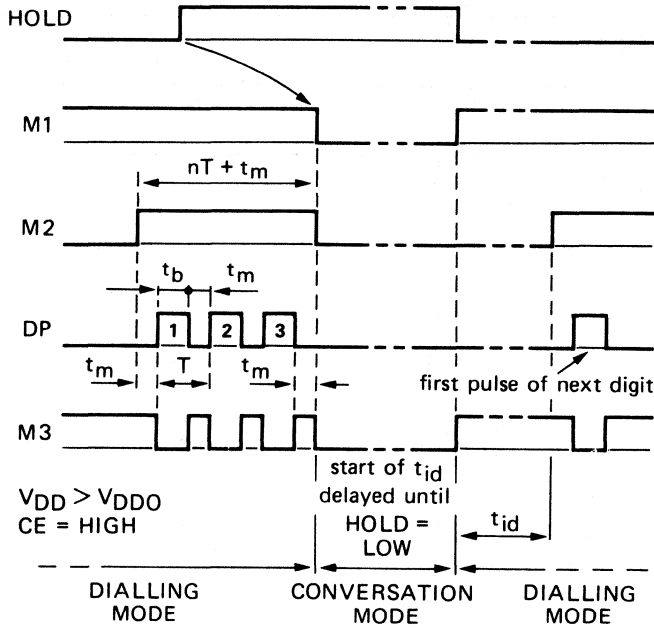 HOLD
M1
nT + tm
M2
tb tm
DP 1 2 3
tm T tm first pulse of next digit
M3
start of tid
delayed until
HOLD =
LOW
VDD > VDDO
CE = HIGH
tid
DIALLING
MODE
CONVERSATION
MODE
DIALLING
MODE